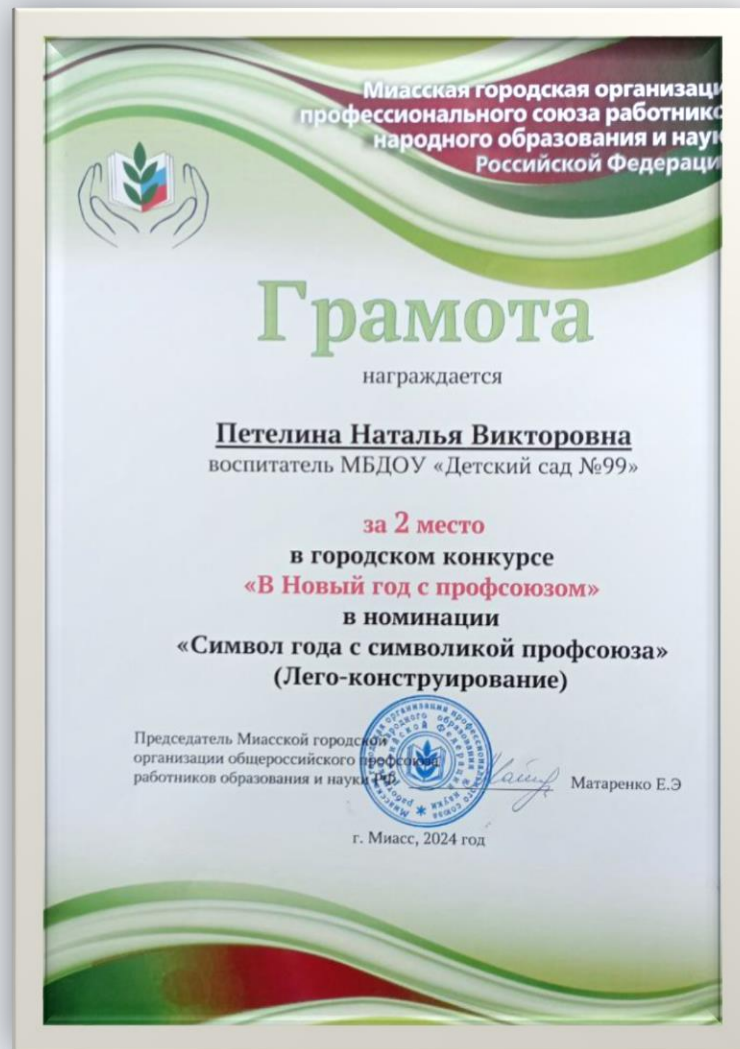 Миасская городская организаци
профессионального союза работнико
народного образования и наук
Российской Федераци
Грамота
награждается
Петелина Наталья Викторовна
воспитатель МБДОУ «Детский сад №99»
за 2 место
в городском конкурсе
«В Новый год с профсоюзом»
в номинации
«Символ года с символикой профсоюза»
(Лего-конструирование)
Председатель Миасской городской
организации общероссийского профсоюза
работников образования и науки РФ
Матаренко Е.Э
г. Миасс, 2024 год